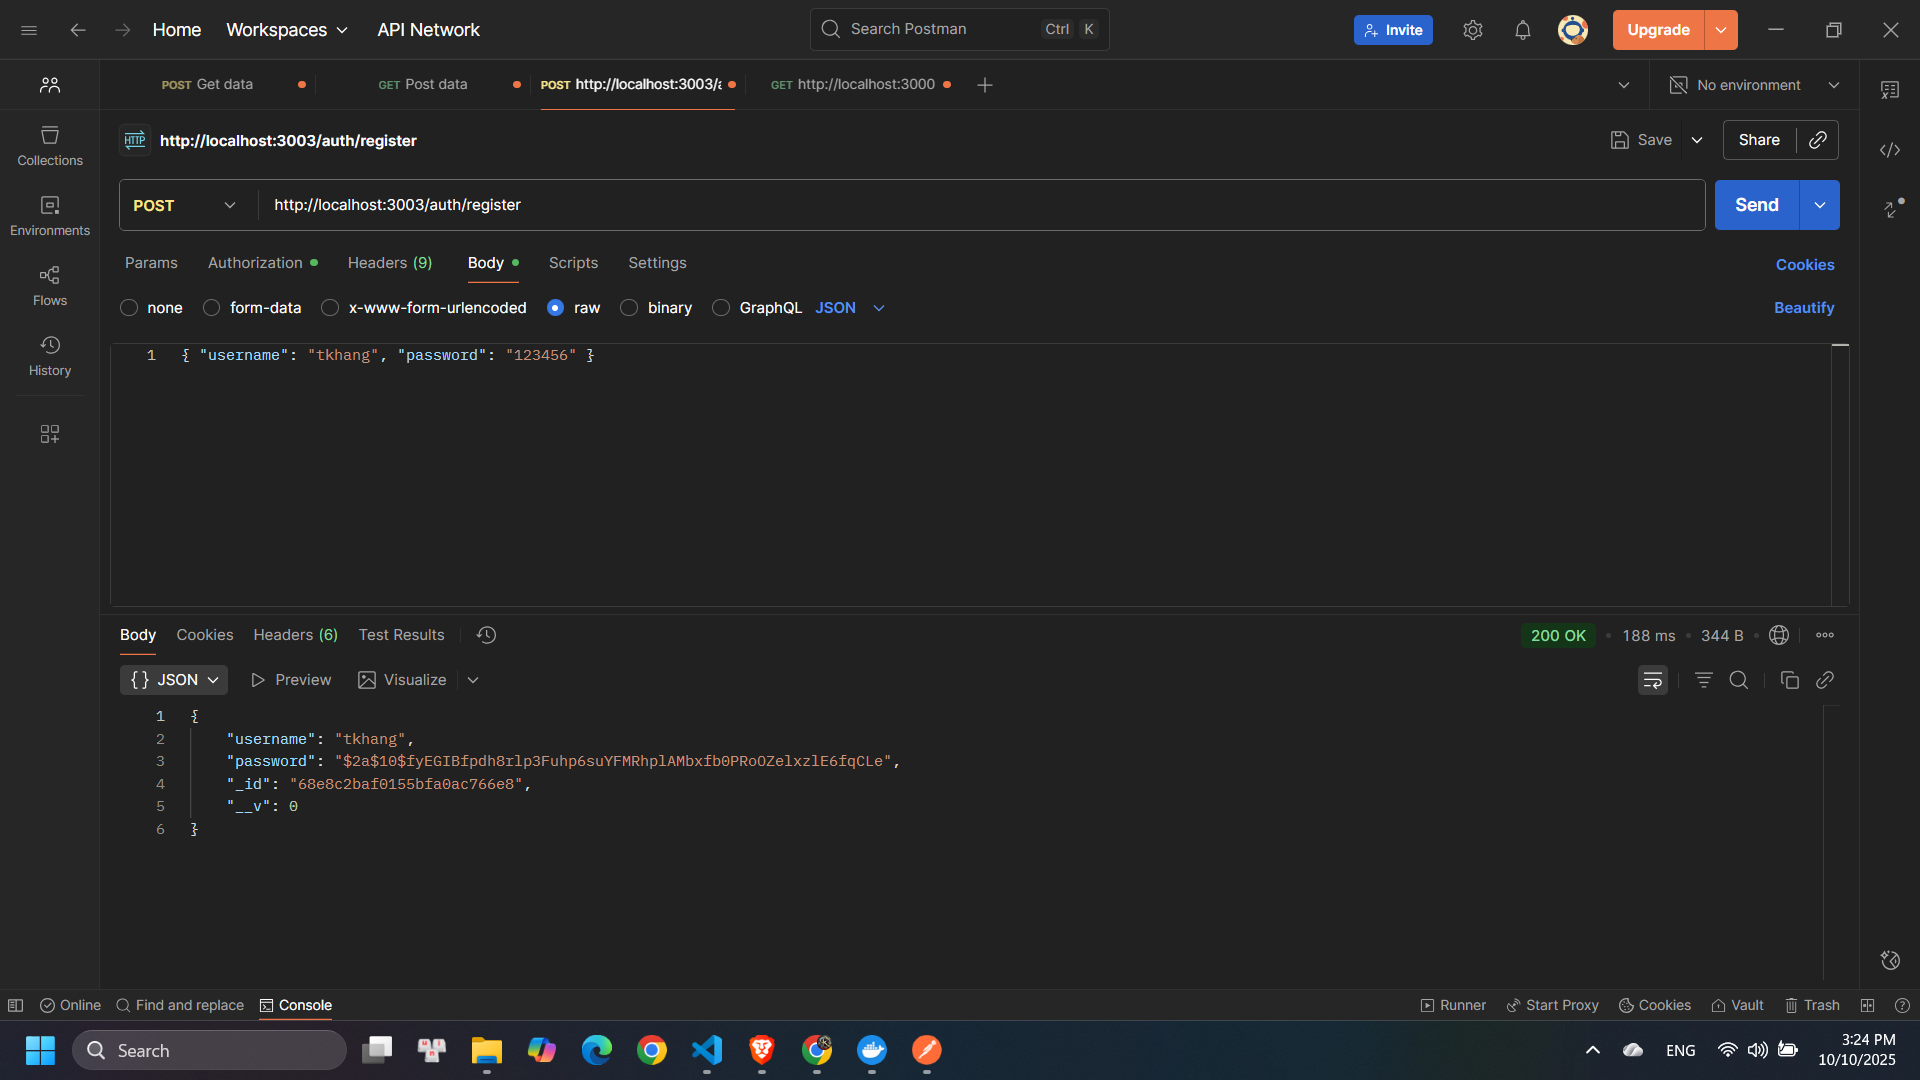 Home Workspaces API Network Search Postman Ctrl K Invite Upgrade
POST Get data GET Post data POST http://localhost:3003/a GET http://localhost:3000 No environment
HTTP http://localhost:3003/auth/register Save Share
Collections
Environments
Flows
History
POST http://localhost:3003/auth/register Send
Params Authorization Headers (9) Body Scripts Settings Cookies
none form-data x-www-form-urlencoded raw binary GraphQL JSON Beautify
1 { "username": "tkhang", "password": "123456" }
Body Cookies Headers (6) Test Results 200 OK 188 ms 344 B
{} JSON Preview Visualize
1 {
2 "username": "tkhang",
3 "password": "$2a$10$fyEGIBfpdh8rlp3Fuhp6suYFMRhplAMbxfb0PRoOZelxzlE6fqCLe",
4 "_id": "68e8c2baf0155bfa0ac766e8",
5 "__v": 0
6 }
Online Find and replace Console Runner Start Proxy Cookies Vault Trash
Search ENG 3:24 PM
10/10/2025